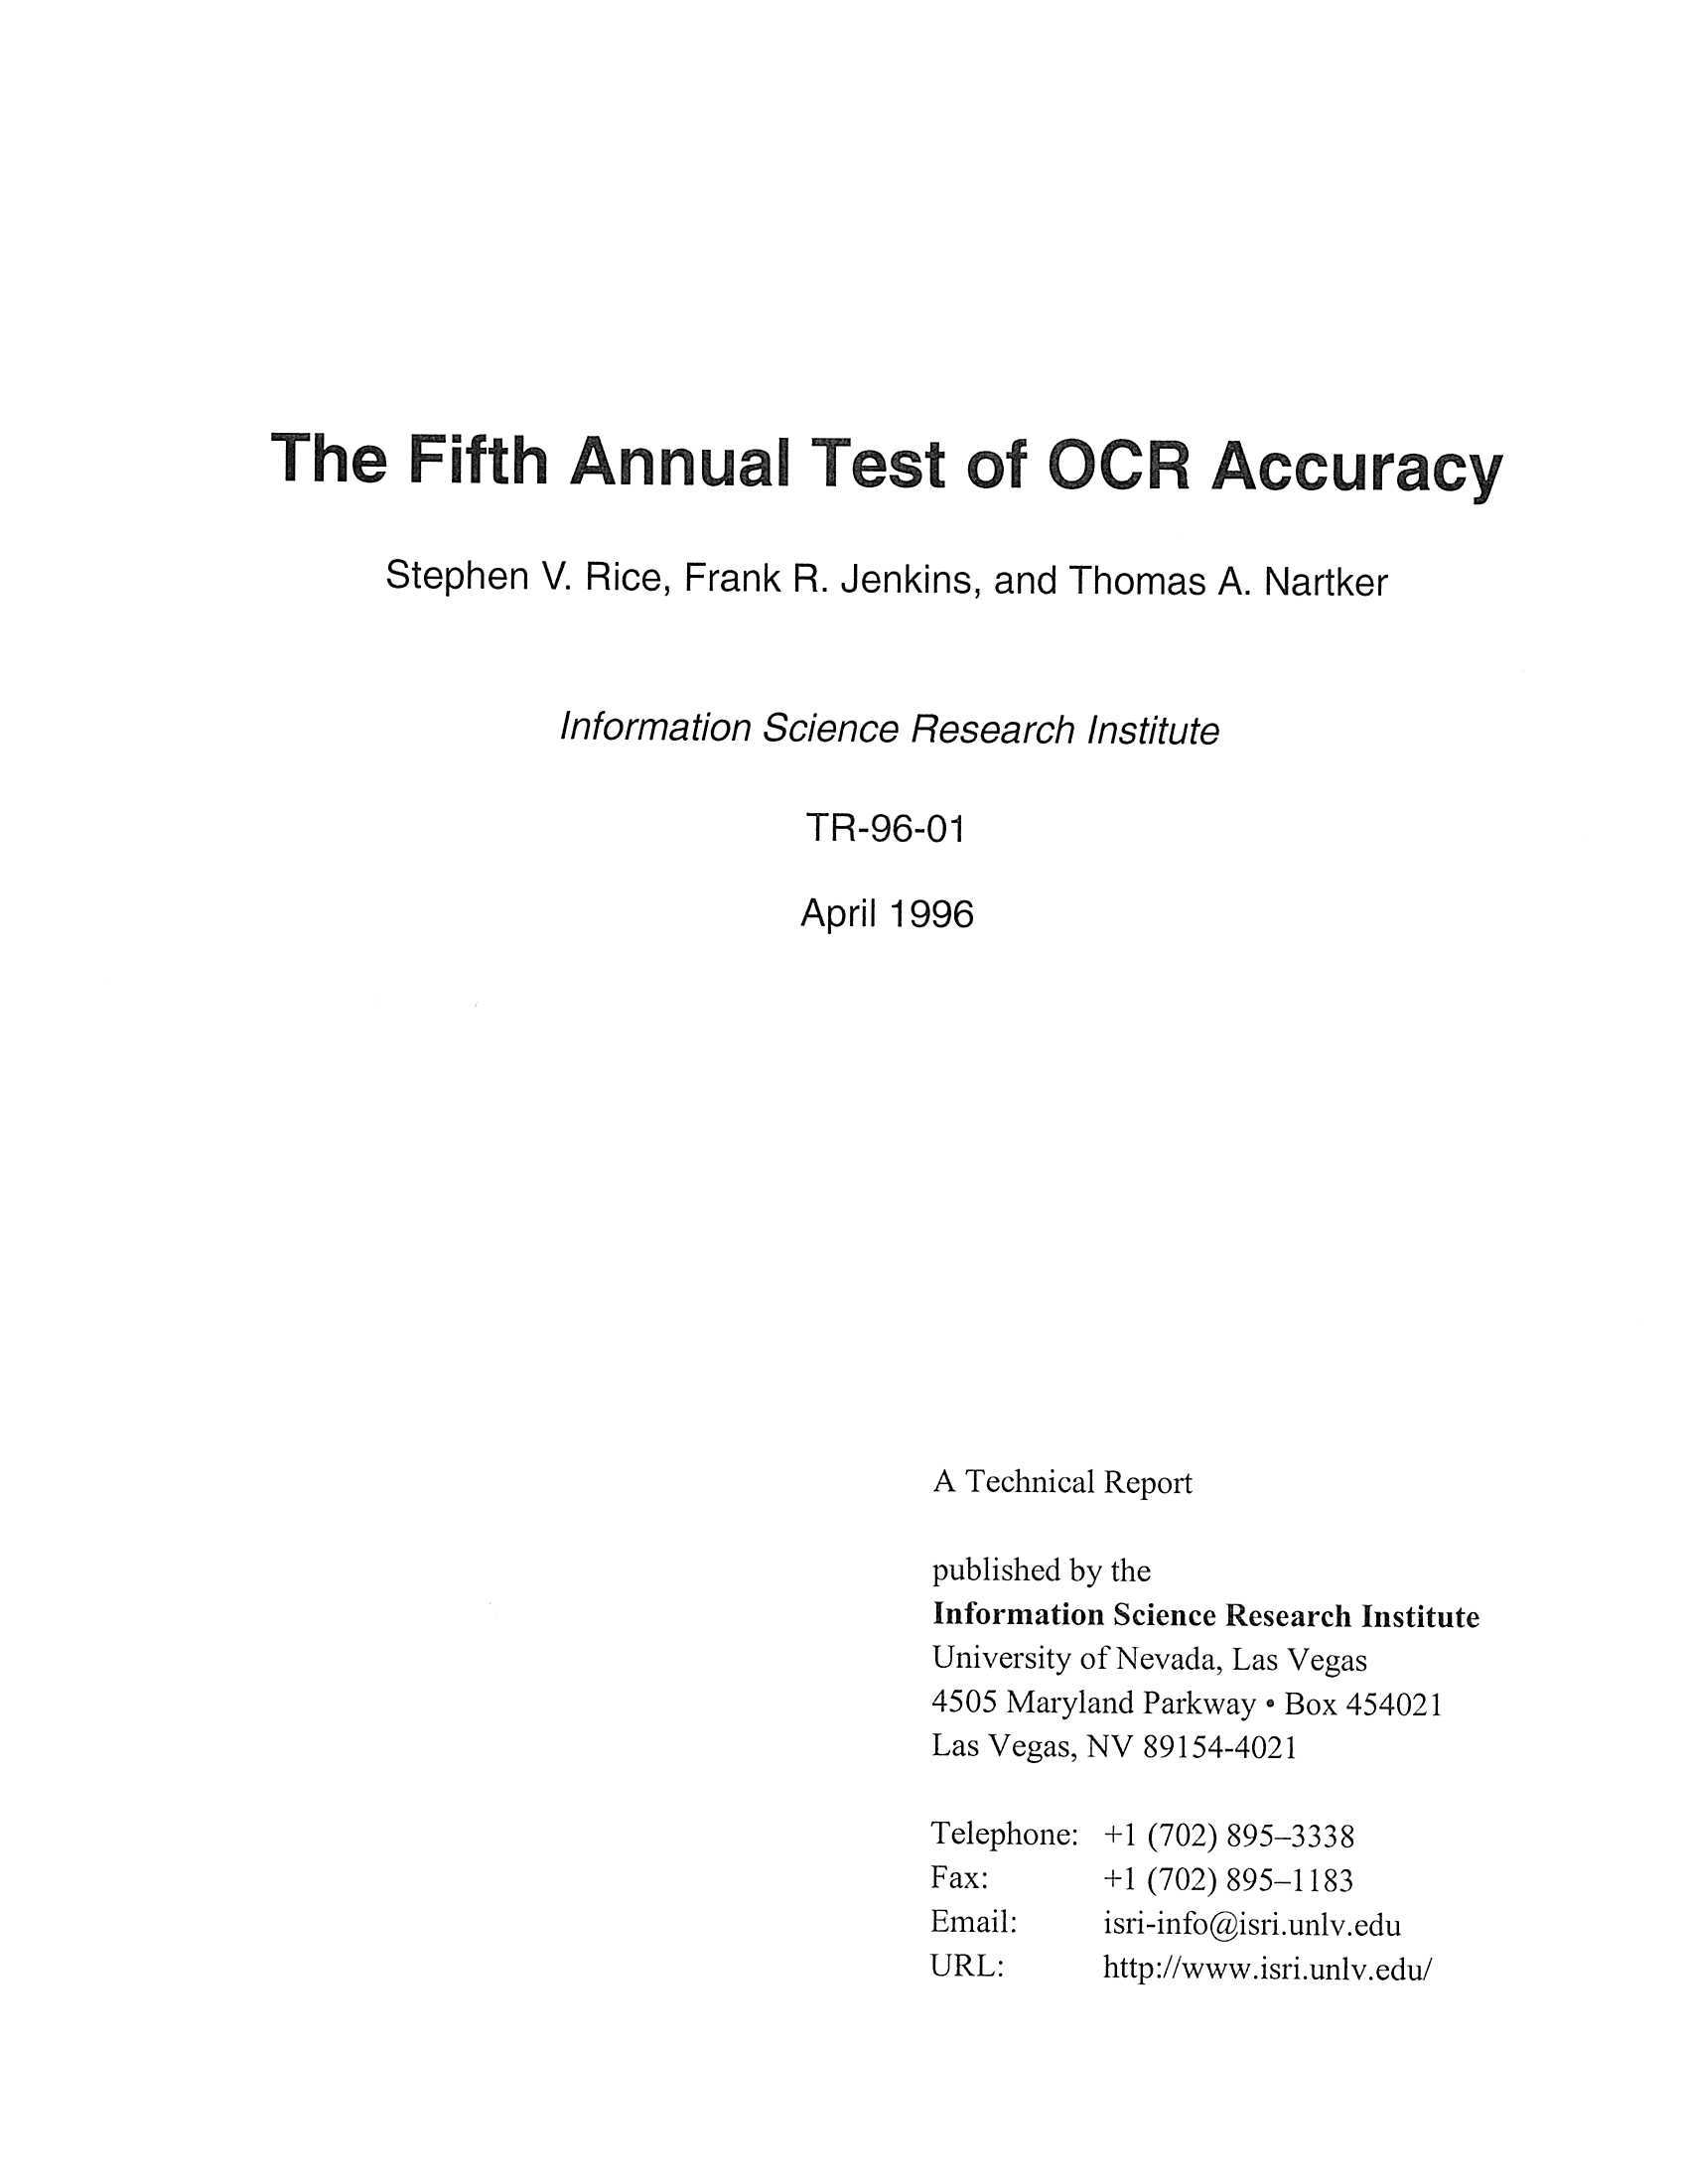 The Fifth Annual Test of OCR Accuracy
Stephen V. Rice, Frank R. Jenkins, and Thomas A. Nartker
Information Science Research Institute
TR-96-01
April 1996
A Technical Report
published by the
Information Science Research Institute
University of Nevada, Las Vegas
4505 Maryland Parkway • Box 454021
Las Vegas, NV 89154-4021
Telephone: +1 (702) 895–3338
Fax: +1 (702) 895–1183
Email: isri-info@isri.unlv.edu
URL: http://www.isri.unlv.edu/